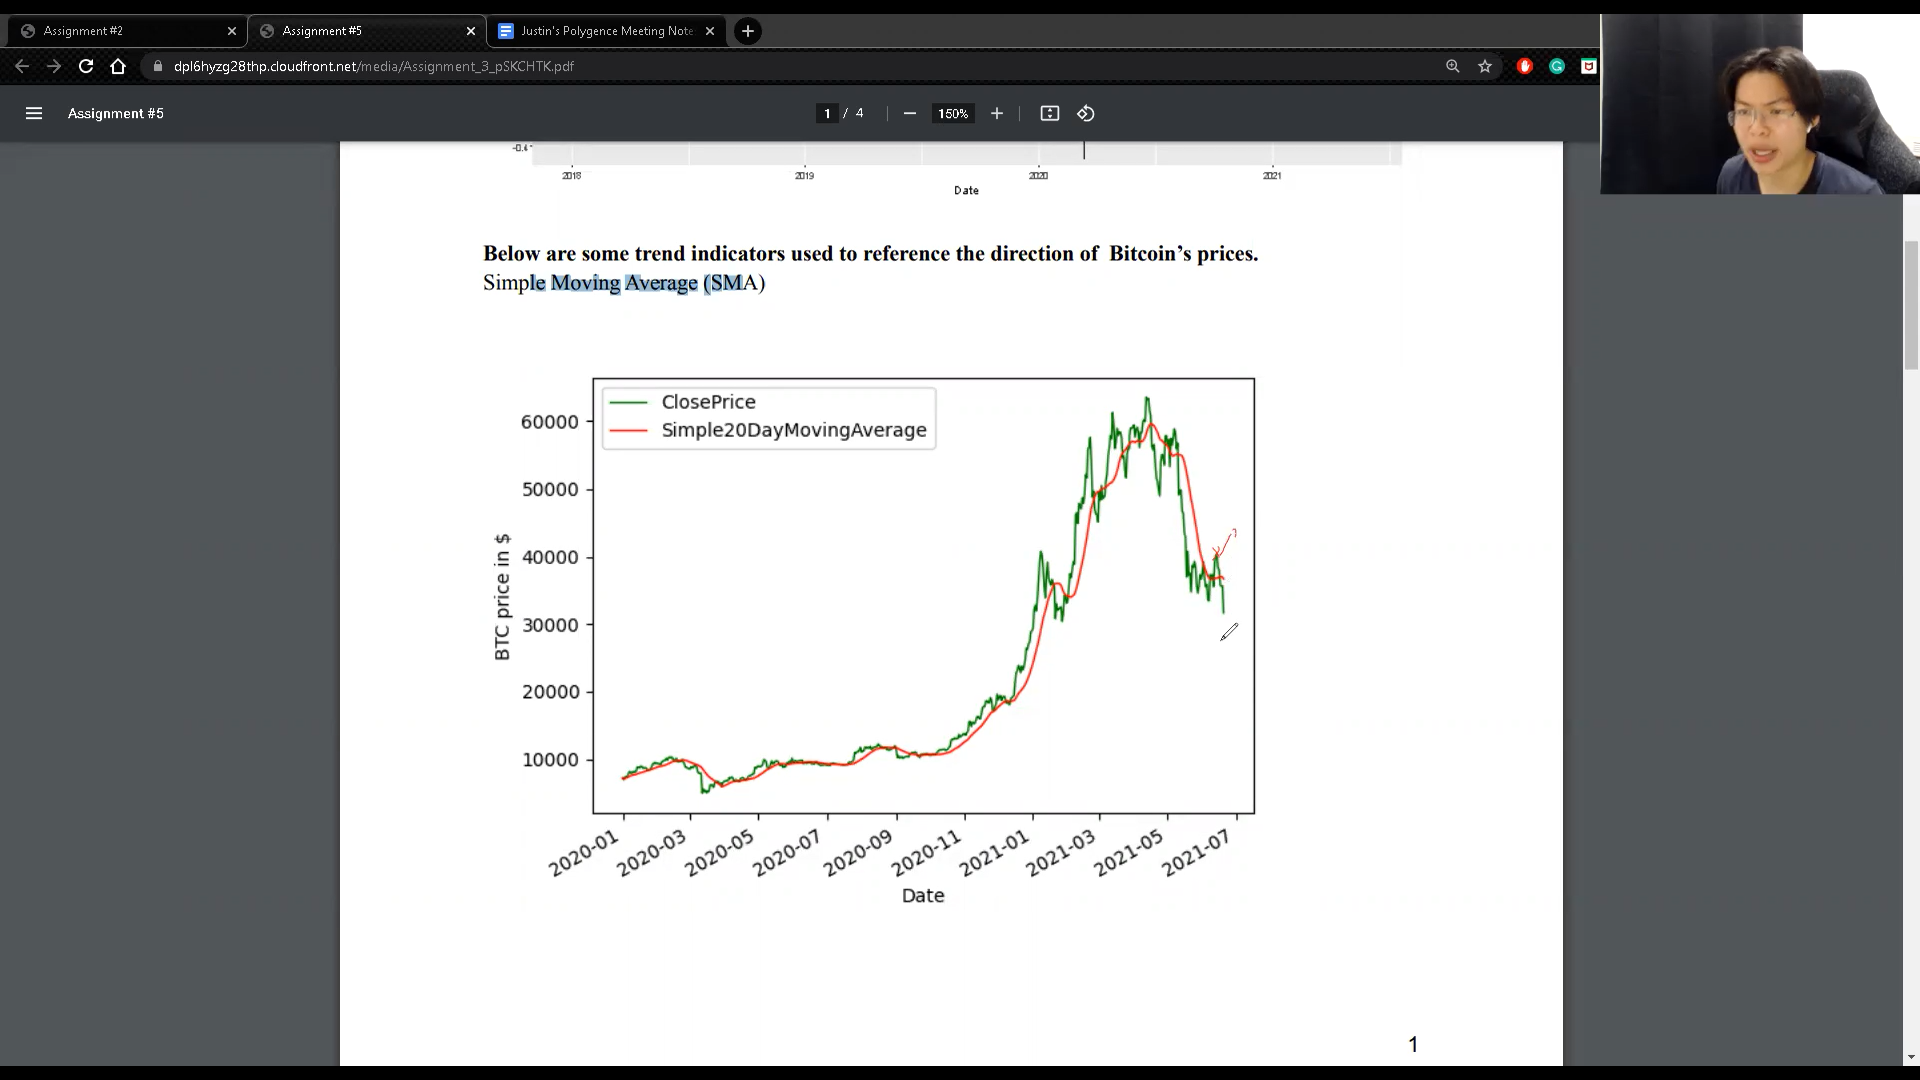 Assignment #2
Assignment #5
Justin's Polygence Meeting Note
dpl6hyzg28thp.cloudfront.net/media/Assignment_3_pSKCHTK.pdf
Assignment #5
1 / 4
150%
-0.4
2018 2019 2020 2021
Date
Below are some trend indicators used to reference the direction of Bitcoin’s prices.
Simple Moving Average (SMA)
ClosePrice
Simple20DayMovingAverage
60000
50000
40000
30000
20000
10000
BTC price in $
2020-01 2020-03 2020-05 2020-07 2020-09 2020-11 2021-01 2021-03 2021-05 2021-07
Date
1